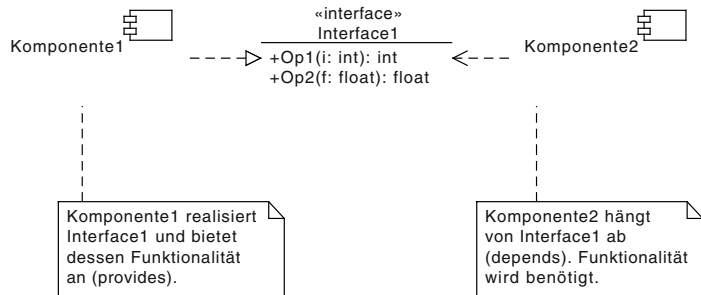 «interface»
Interface1
Komponente1
+Op1(i: int): int
+Op2(f: float): float
Komponente2
Komponente1 realisiert
Interface1 und bietet
dessen Funktionalität
an (provides).
Komponente2 hängt
von Interface1 ab
(depends). Funktionalität
wird benötigt.